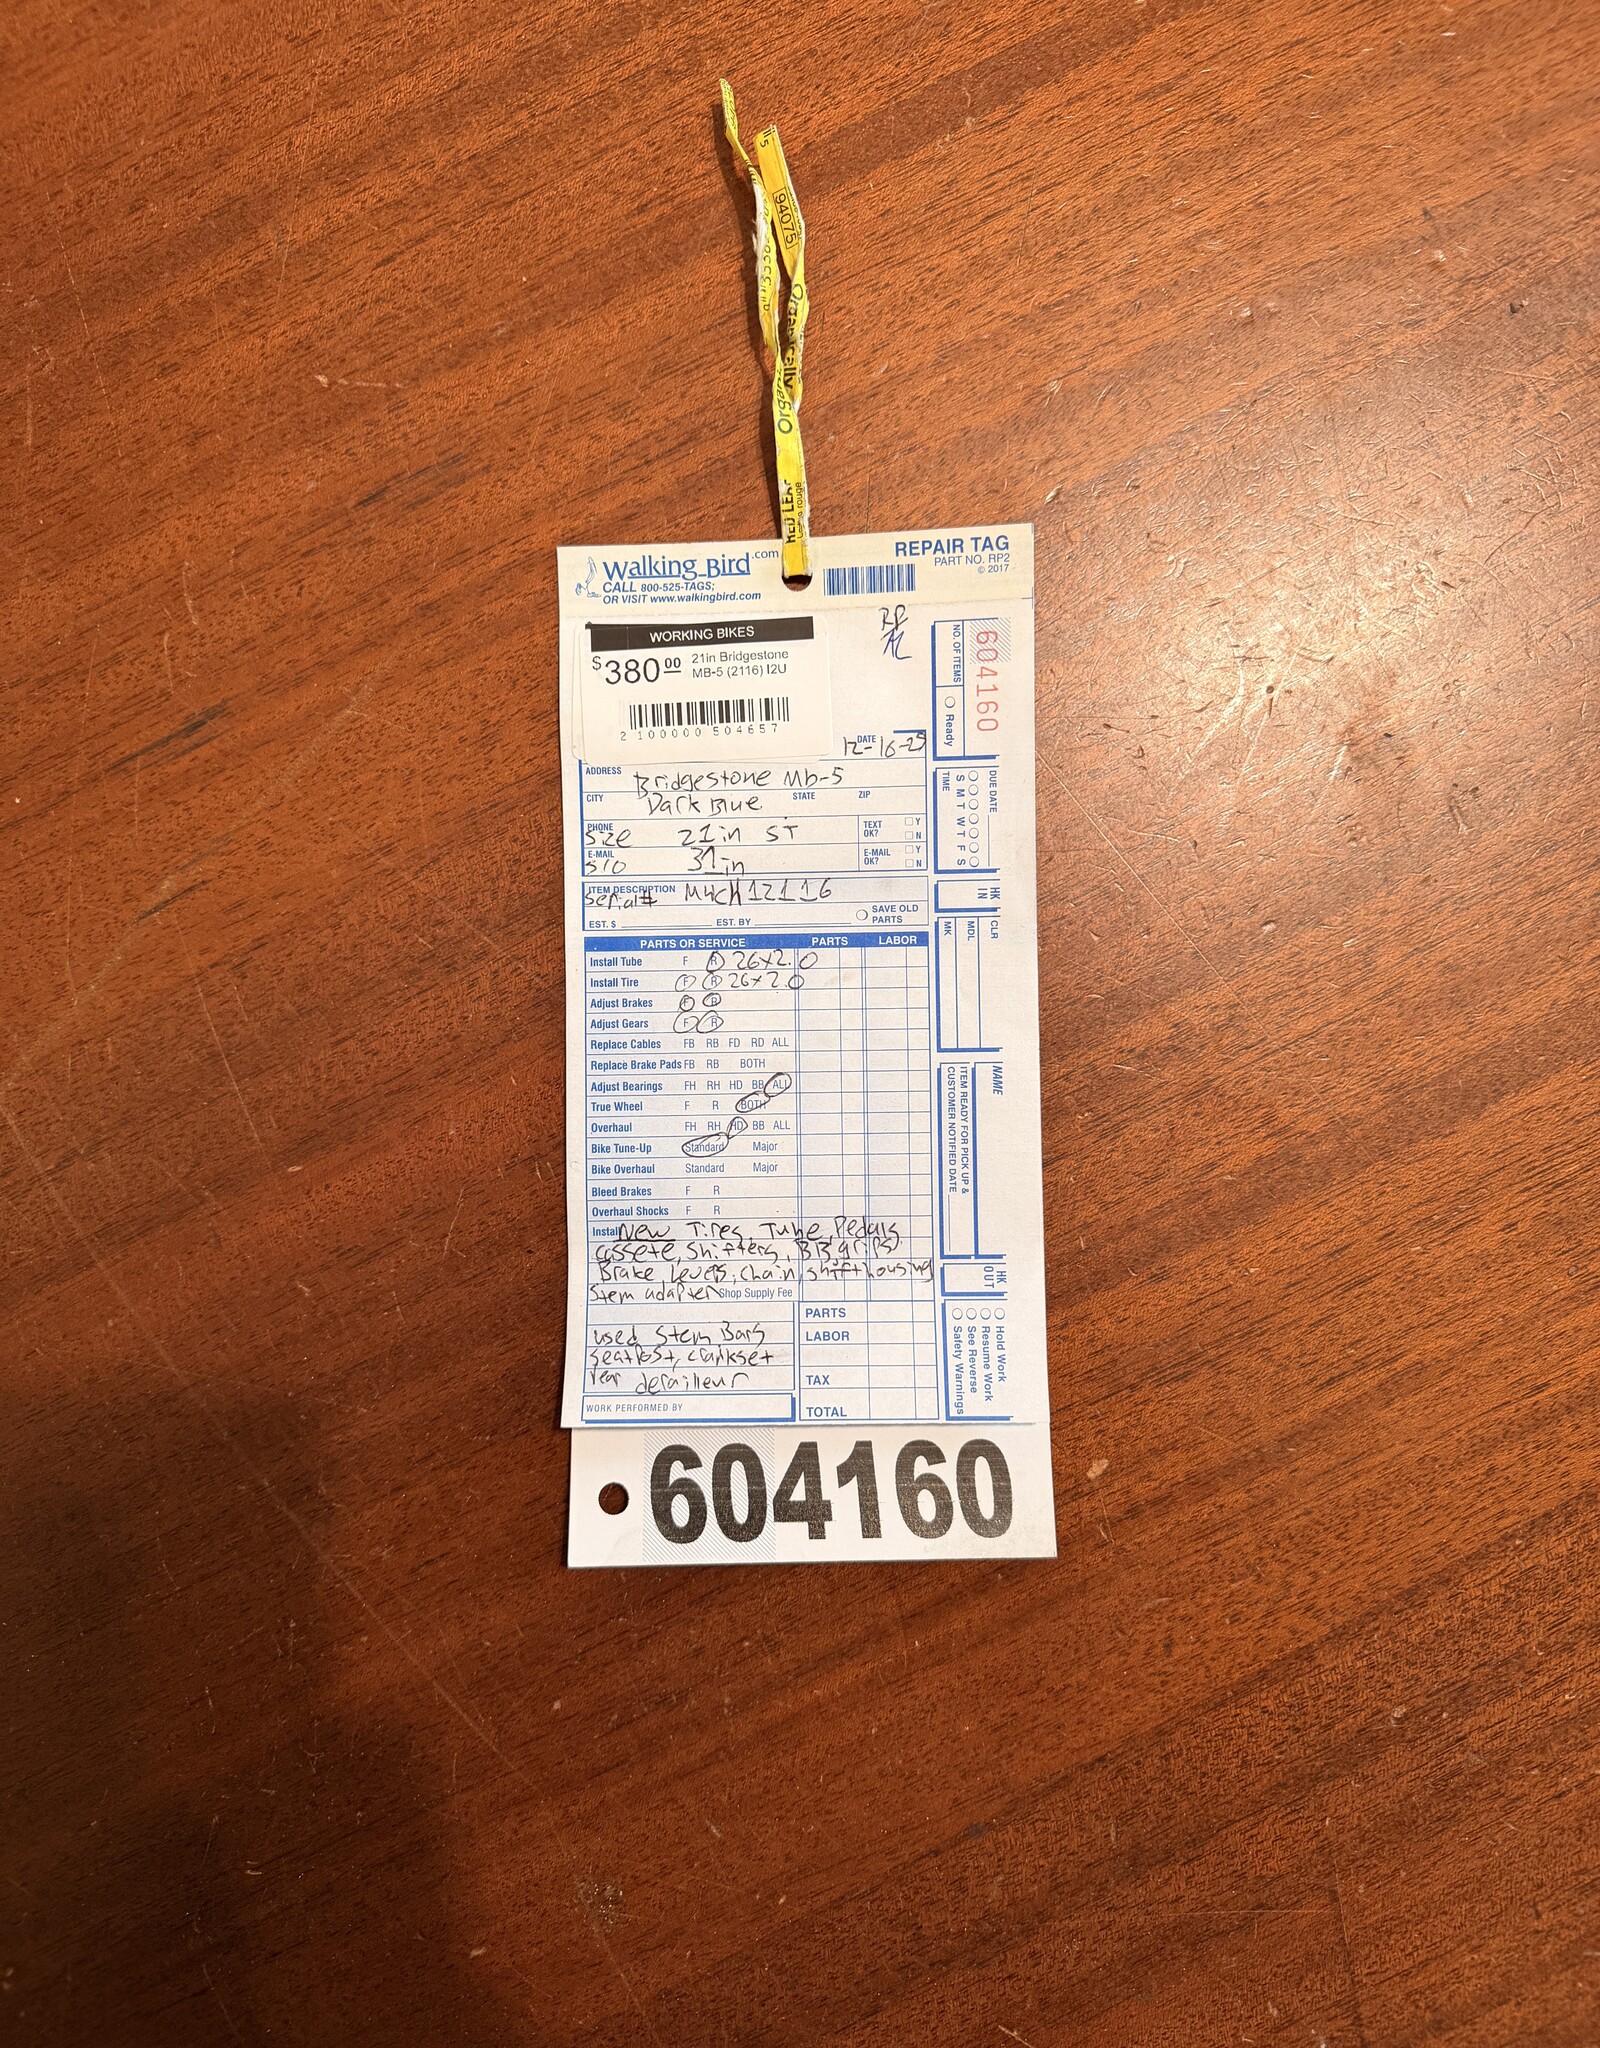 94075
Organically
RED LEAF
rouge
Walking Bird.com
CALL 800-525-TAGS;
OR VISIT www.walkingbird.com
REPAIR TAG
PART NO. RP2
© 2017
WORKING BIKES
$380.00
21in Bridgestone
MB-5 (2116) I2U
2 100000 504657
DATE
12-16-25
ADDRESS Bridgestone Mb-5
CITY Dark Blue STATE ZIP
PHONE Size 21in ST TEXT OK? Y N
E-MAIL S/O 31in E-MAIL OK? Y N
ITEM DESCRIPTION
Serial# M4CH12116
EST. $ EST. BY SAVE OLD PARTS
PARTS OR SERVICE PARTS LABOR
Install Tube F R 26x2.0
Install Tire F R 26x2.0
Adjust Brakes F R
Adjust Gears F R
Replace Cables FB RB FD RD ALL
Replace Brake Pads FB RB BOTH
Adjust Bearings FH RH HD BB ALL
True Wheel F R BOTH
Overhaul FH RH HD BB ALL
Bike Tune-Up Standard Major
Bike Overhaul Standard Major
Bleed Brakes F R
Overhaul Shocks F R
Install New Tires, Tube, Pedals
cassete, shifters, BB, grips,
Brake Levers, chain, shift housing
Stem adapter Shop Supply Fee
used Stem, Bars
seatpost, crankset
rear derailleur
WORK PERFORMED BY
PARTS
LABOR
TAX
TOTAL
604160
NO. OF ITEMS
Ready
DUE DATE
S M T W T F S
TIME
HK IN
CLR
MDL
MK
NAME
ITEM READY FOR PICK UP &
CUSTOMER NOTIFIED DATE
HK OUT
Hold Work
Resume Work
See Reverse
Safety Warnings
604160